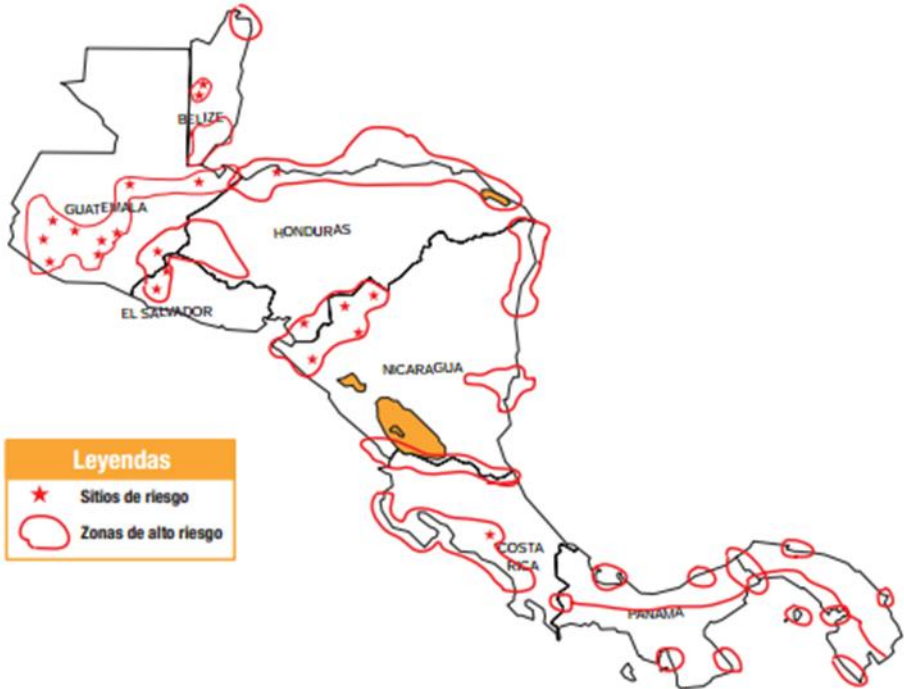 BELIZE
GUATEMALA
HONDURAS
EL SALVADOR
NICARAGUA
Leyendas
Sitios de riesgo
Zonas de alto riesgo
COSTA
RICA
PANAMA